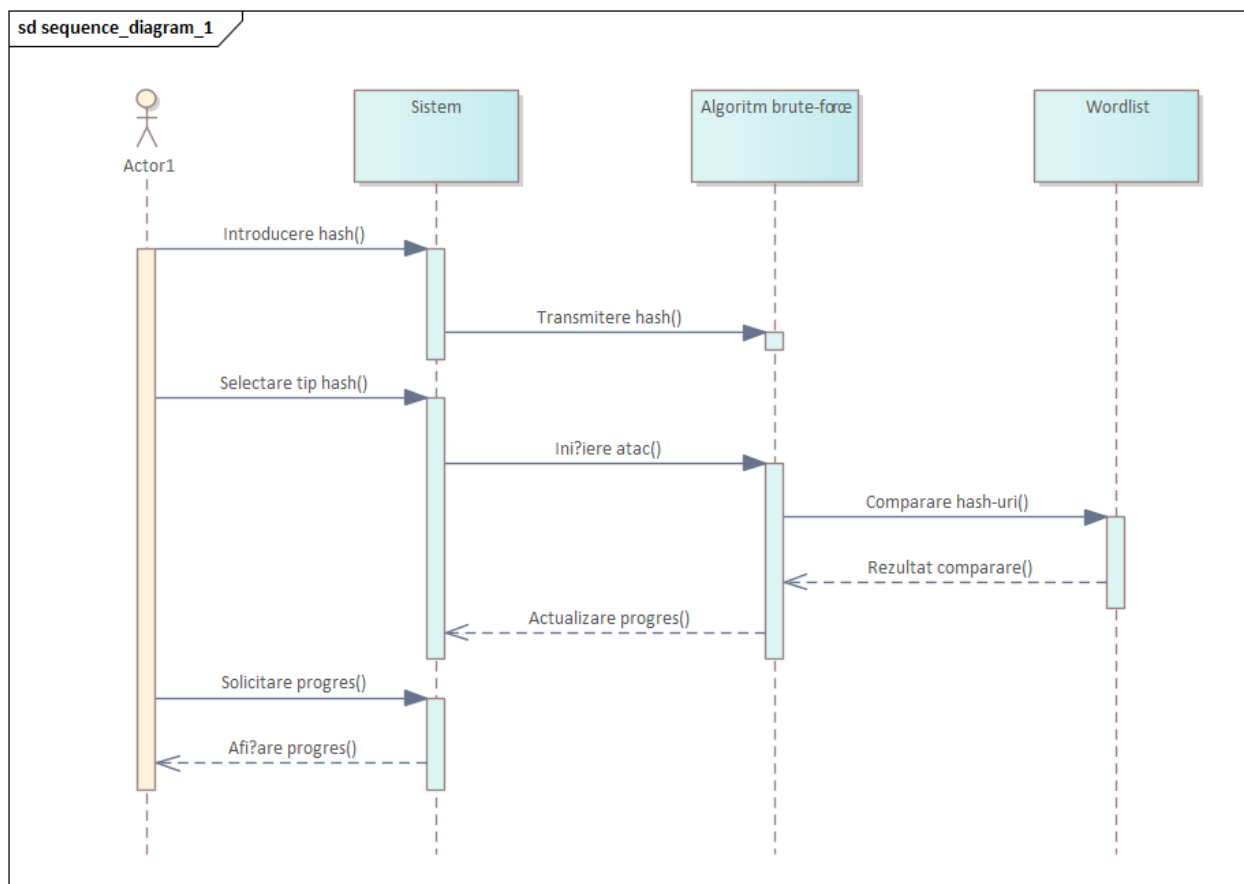 sd sequence_diagram_1
Actor1
Sistem
Algoritm brute-force
Wordlist
Introducere hash()
Transmitere hash()
Selectare tip hash()
Ini?iere atac()
Comparare hash-uri()
Rezultat comparare()
Actualizare progres()
Solicitare progres()
Afi?are progres()